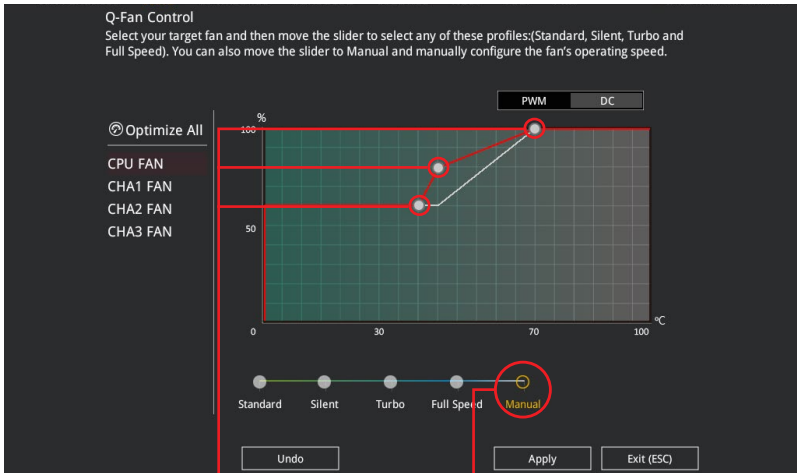 Q-Fan Control
Select your target fan and then move the slider to select any of these profiles:(Standard, Silent, Turbo and
Full Speed). You can also move the slider to Manual and manually configure the fan's operating speed.
PWM DC
%
Optimize All
100
CPU FAN
CHA1 FAN
CHA2 FAN
CHA3 FAN
50
°C
0 30 70 100
Standard Silent Turbo Full Speed Manual
Undo Apply Exit (ESC)